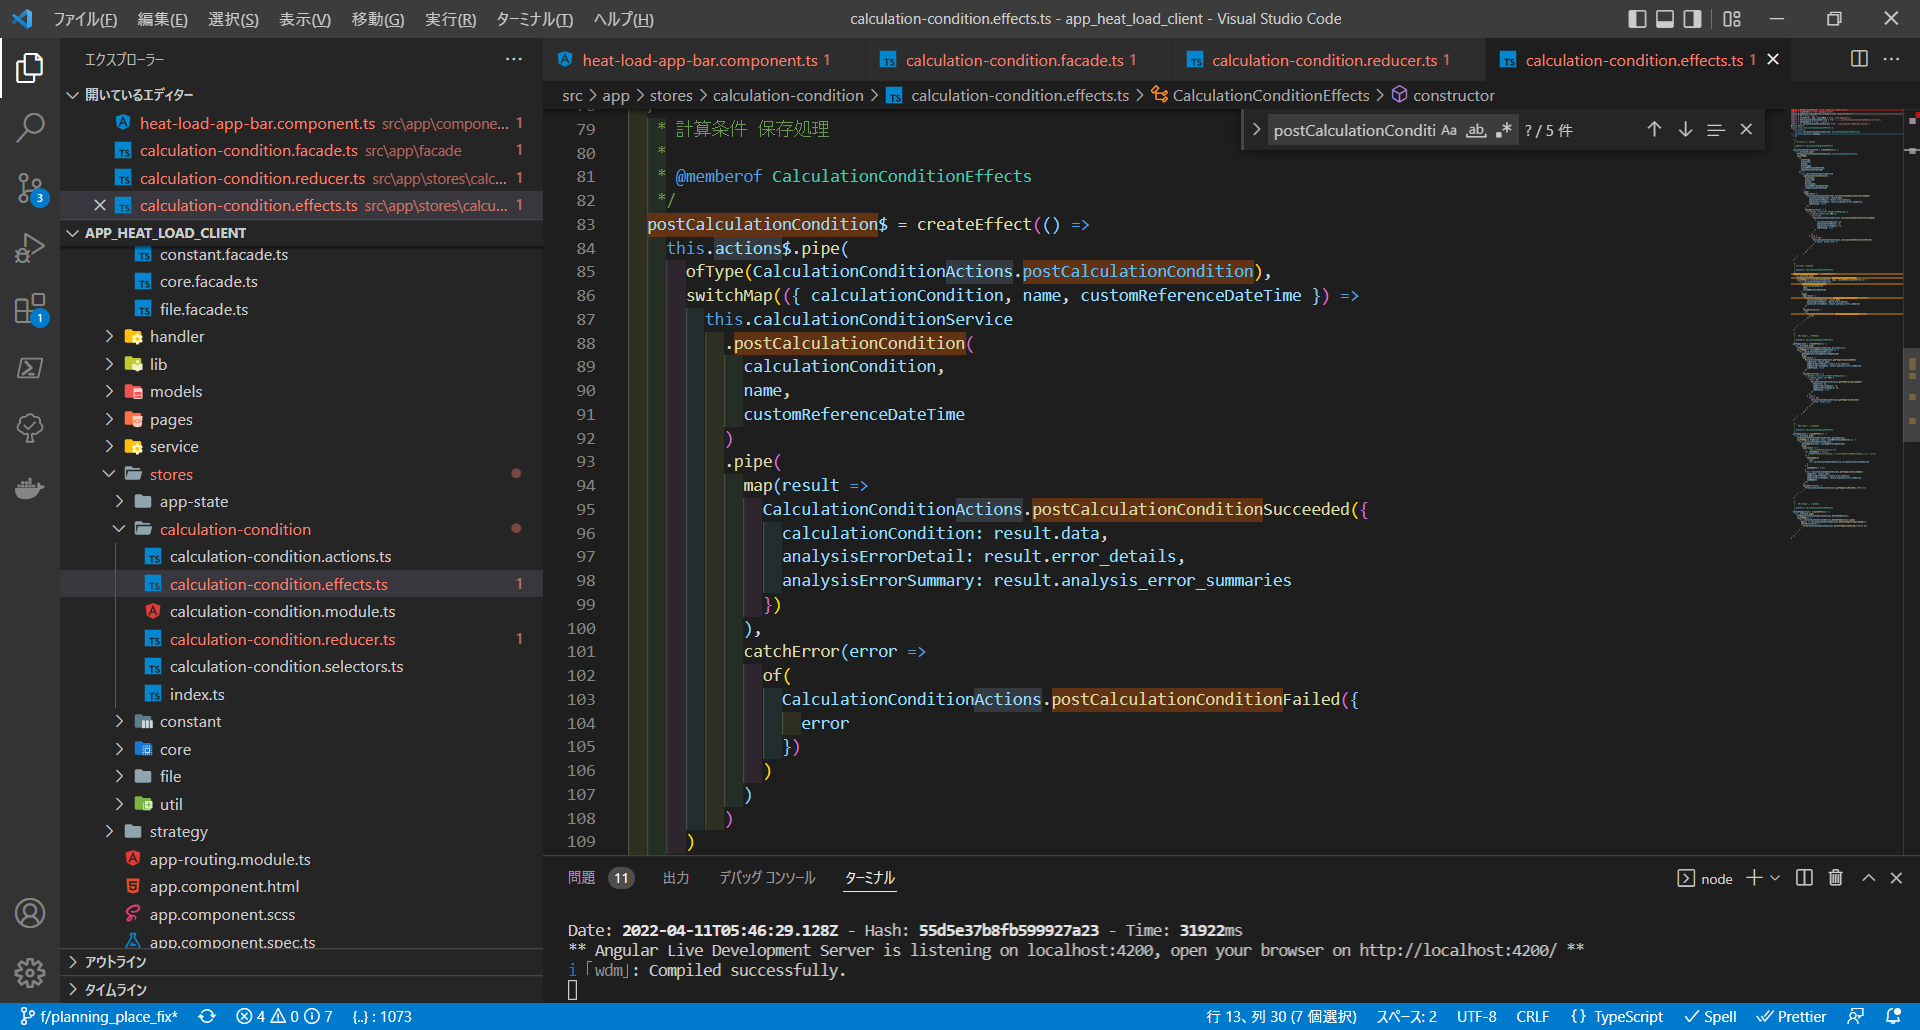 ファイル(F) 編集(E) 選択(S) 表示(V) 移動(G) 実行(R) ターミナル(T) ヘルプ(H) calculation-condition.effects.ts - app_heat_load_client - Visual Studio Code
エクスプローラー
heat-load-app-bar.component.ts 1
calculation-condition.facade.ts 1
calculation-condition.reducer.ts 1
calculation-condition.effects.ts 1
開いているエディター
heat-load-app-bar.component.ts src\app\compone... 1
calculation-condition.facade.ts src\app\facade 1
calculation-condition.reducer.ts src\app\stores\calc... 1
calculation-condition.effects.ts src\app\stores\calcu... 1
APP_HEAT_LOAD_CLIENT
constant.facade.ts
core.facade.ts
file.facade.ts
handler
lib
models
pages
service
stores
app-state
calculation-condition
calculation-condition.actions.ts
calculation-condition.effects.ts 1
calculation-condition.module.ts
calculation-condition.reducer.ts 1
calculation-condition.selectors.ts
index.ts
constant
core
file
util
strategy
app-routing.module.ts
app.component.html
app.component.scss
app.component.spec.ts
アウトライン
タイムライン
3
1
src > app > stores > calculation-condition > calculation-condition.effects.ts > CalculationConditionEffects > constructor
postCalculationConditi Aa ab, .* ? / 5 件
79 * 計算条件 保存処理
80 *
81 * @memberof CalculationConditionEffects
82 */
83 postCalculationCondition$ = createEffect(() =>
84 this.actions$.pipe(
85 ofType(CalculationConditionActions.postCalculationCondition),
86 switchMap(({ calculationCondition, name, customReferenceDateTime }) =>
87 this.calculationConditionService
88 .postCalculationCondition(
89 calculationCondition,
90 name,
91 customReferenceDateTime
92 )
93 .pipe(
94 map(result =>
95 CalculationConditionActions.postCalculationConditionSucceeded({
96 calculationCondition: result.data,
97 analysisErrorDetail: result.error_details,
98 analysisErrorSummary: result.analysis_error_summaries
99 })
100 ),
101 catchError(error =>
102 of(
103 CalculationConditionActions.postCalculationConditionFailed({
104 error
105 })
106 )
107 )
108 )
109 )
問題 11 出力 デバッグ コンソール ターミナル node
Date: 2022-04-11T05:46:29.128Z - Hash: 55d5e37b8fb599927a23 - Time: 31922ms
** Angular Live Development Server is listening on localhost:4200, open your browser on http://localhost:4200/ **
i 「wdm」: Compiled successfully.
f/planning_place_fix* 4 0 7 {..} : 1073 行 13、列 30 (7 個選択) スペース: 2 UTF-8 CRLF {} TypeScript Spell Prettier